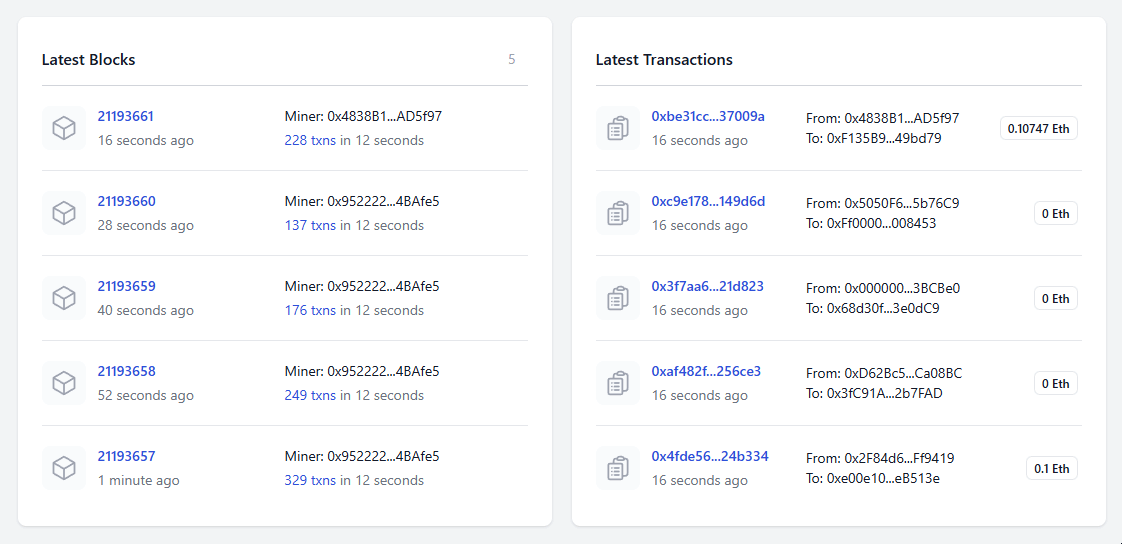 Latest Blocks 5
21193661 Miner: 0x4838B1...AD5f97
16 seconds ago 228 txns in 12 seconds
21193660 Miner: 0x952222...4BAfe5
28 seconds ago 137 txns in 12 seconds
21193659 Miner: 0x952222...4BAfe5
40 seconds ago 176 txns in 12 seconds
21193658 Miner: 0x952222...4BAfe5
52 seconds ago 249 txns in 12 seconds
21193657 Miner: 0x952222...4BAfe5
1 minute ago 329 txns in 12 seconds
Latest Transactions
0xbe31cc...37009a From: 0x4838B1...AD5f97
16 seconds ago To: 0xF135B9...49bd79 0.10747 Eth
0xc9e178...149d6d From: 0x5050F6...5b76C9
16 seconds ago To: 0xFf0000...008453 0 Eth
0x3f7aa6...21d823 From: 0x000000...3BCBe0
16 seconds ago To: 0x68d30f...3e0dC9 0 Eth
0xaf482f...256ce3 From: 0xD62Bc5...Ca08BC
16 seconds ago To: 0x3fC91A...2b7FAD 0 Eth
0x4fde56...24b334 From: 0x2F84d6...Ff9419
16 seconds ago To: 0xe00e10...eB513e 0.1 Eth